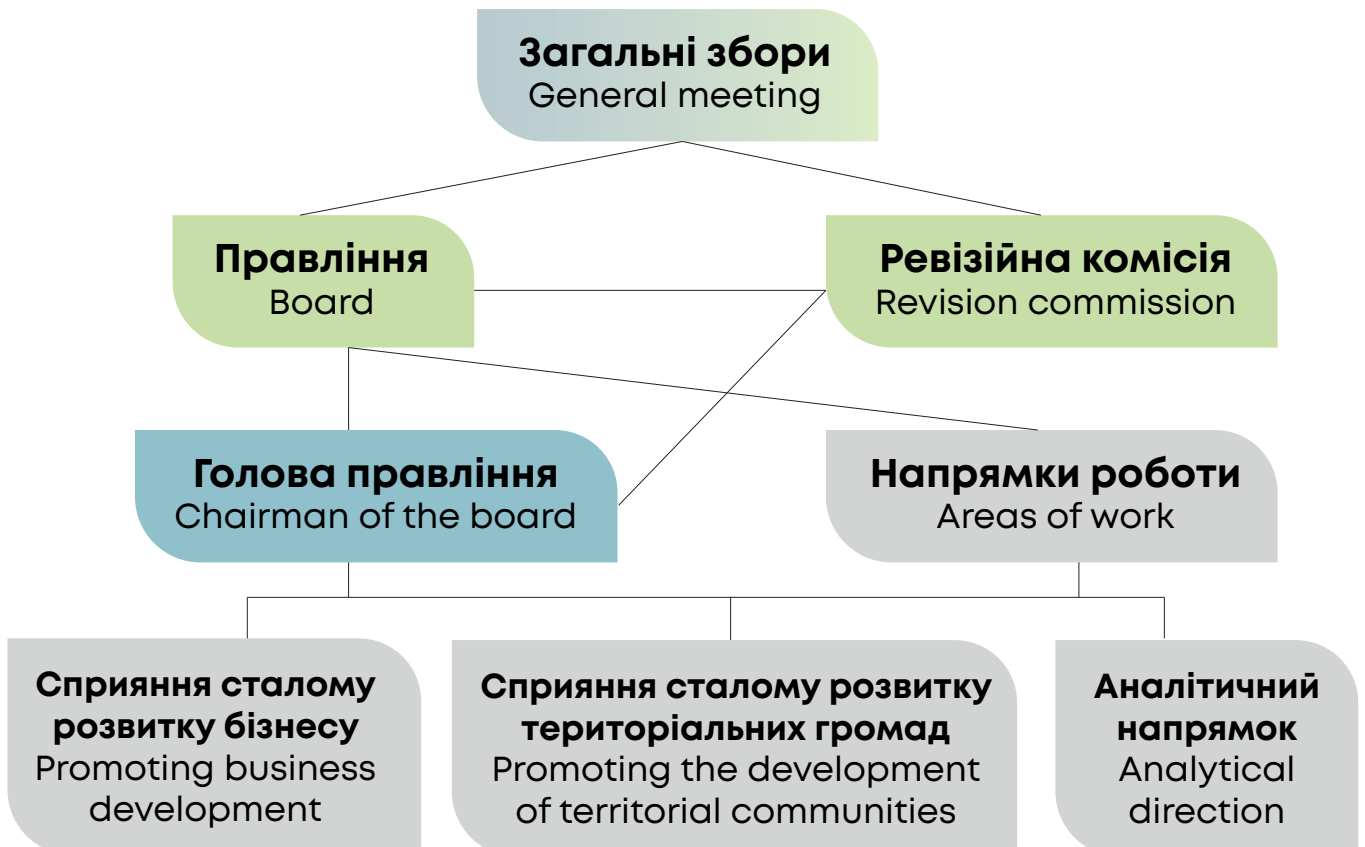 Загальні збори
General meeting
Правління
Board
Ревізійна комісія
Revision commission
Голова правління
Chairman of the board
Напрямки роботи
Areas of work
Сприяння сталому
розвитку бізнесу
Promoting business
development
Сприяння сталому розвитку
територіальних громад
Promoting the development
of territorial communities
Аналітичний
напрямок
Analytical
direction